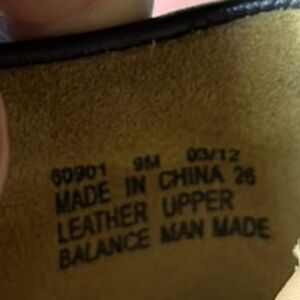 60901 9M 03/12
MADE IN CHINA 26
LEATHER UPPER
BALANCE MAN MADE